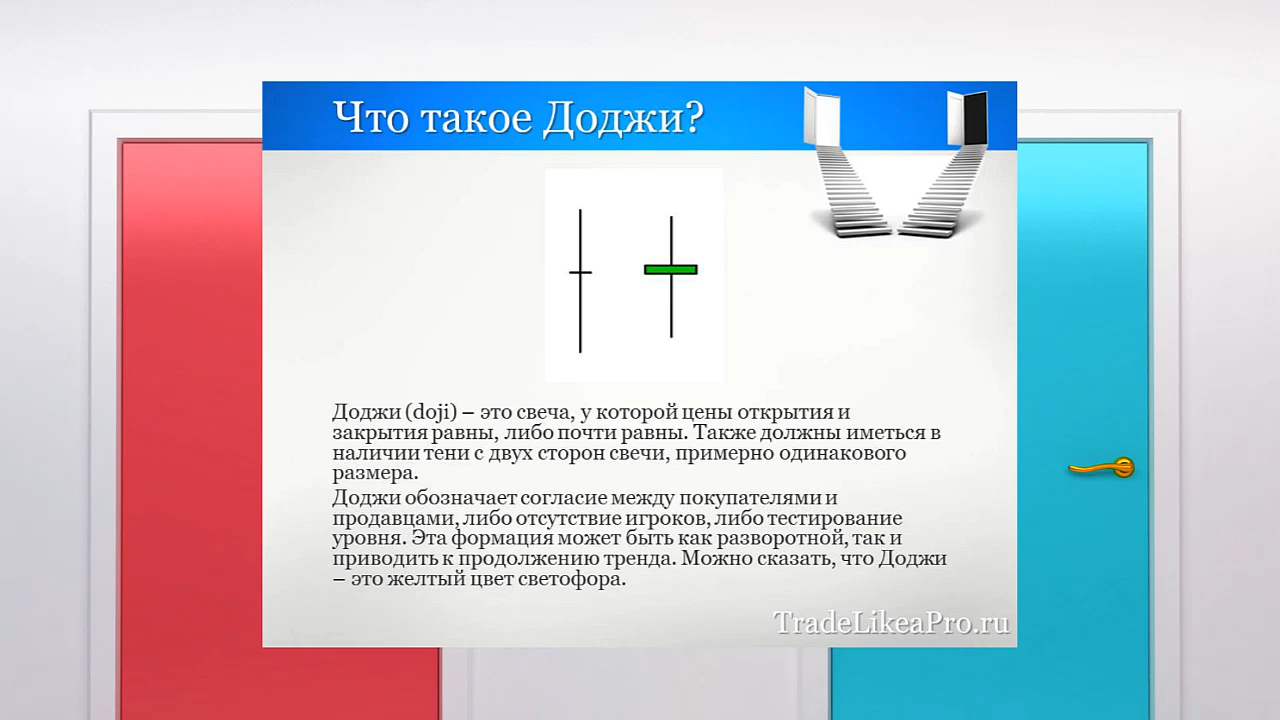 Что такое Доджи?
Доджи (doji) – это свеча, у которой цены открытия и
закрытия равны, либо почти равны. Также должны иметься в
наличии тени с двух сторон свечи, примерно одинакового
размера.
Доджи обозначает согласие между покупателями и
продавцами, либо отсутствие игроков, либо тестирование
уровня. Эта формация может быть как разворотной, так и
приводить к продолжению тренда. Можно сказать, что Доджи
– это желтый цвет светофора.
TradeLikeaPro.ru